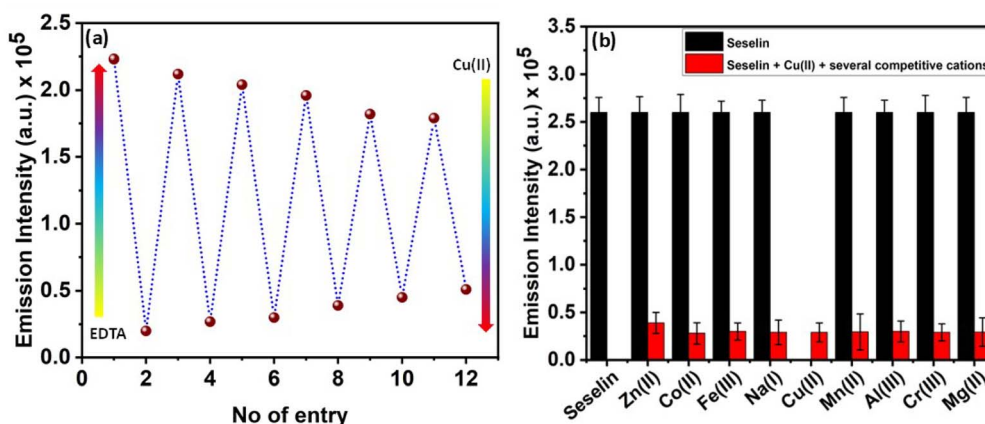 (a)
Cu(II)
EDTA
Emission Intensity (a.u.) x 10⁵
2.5
2.0
1.5
1.0
0.5
0.0
0 2 4 6 8 10 12
No of entry
(b)
Seselin
Seselin + Cu(II) + several competitive cations
Emission Intensity (a.u.) x 10⁵
3.5
3.0
2.5
2.0
1.5
1.0
0.5
0.0
Seselin
Zn(II)
Co(II)
Fe(III)
Na(I)
Cu(II)
Mn(II)
Al(III)
Cr(III)
Mg(II)